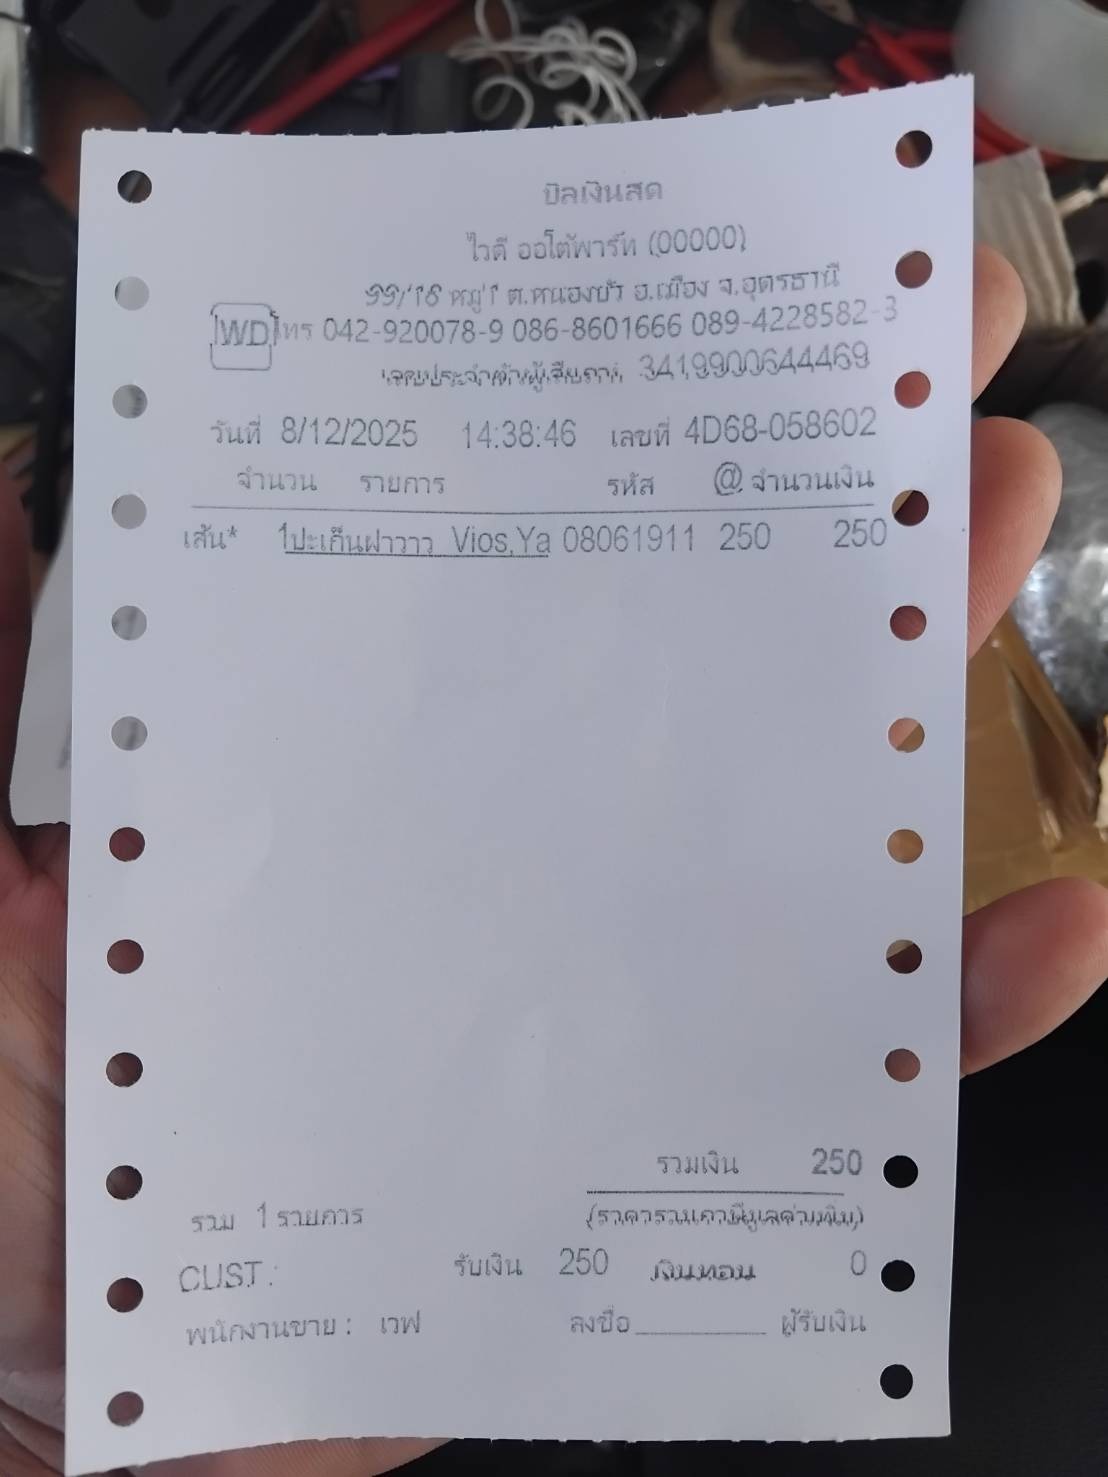 บิลเงินสด
ไวดี ออโต้พาร์ท (00000)
99/16 หมู่1 ต.หนองบัว อ.เมือง จ.อุดรธานี
WD โทร 042-920078-9 086-8601666 089-4228582-3
เลขประจำตัวผู้เสียภาษี 3419900644469
วันที่ 8/12/2025 14:38:46 เลขที่ 4D68-058602
จำนวน รายการ รหัส @ จำนวนเงิน
เส้น* 1ปะเก็นฝาวาว Vios,Ya 08061911 250 250
รวมเงิน 250
รวม 1 รายการ (ราคารวมภาษีมูลค่าเพิ่ม)
CUST : รับเงิน 250 เงินทอน 0
พนักงานขาย : เวฟ ลงชื่อ__________ ผู้รับเงิน